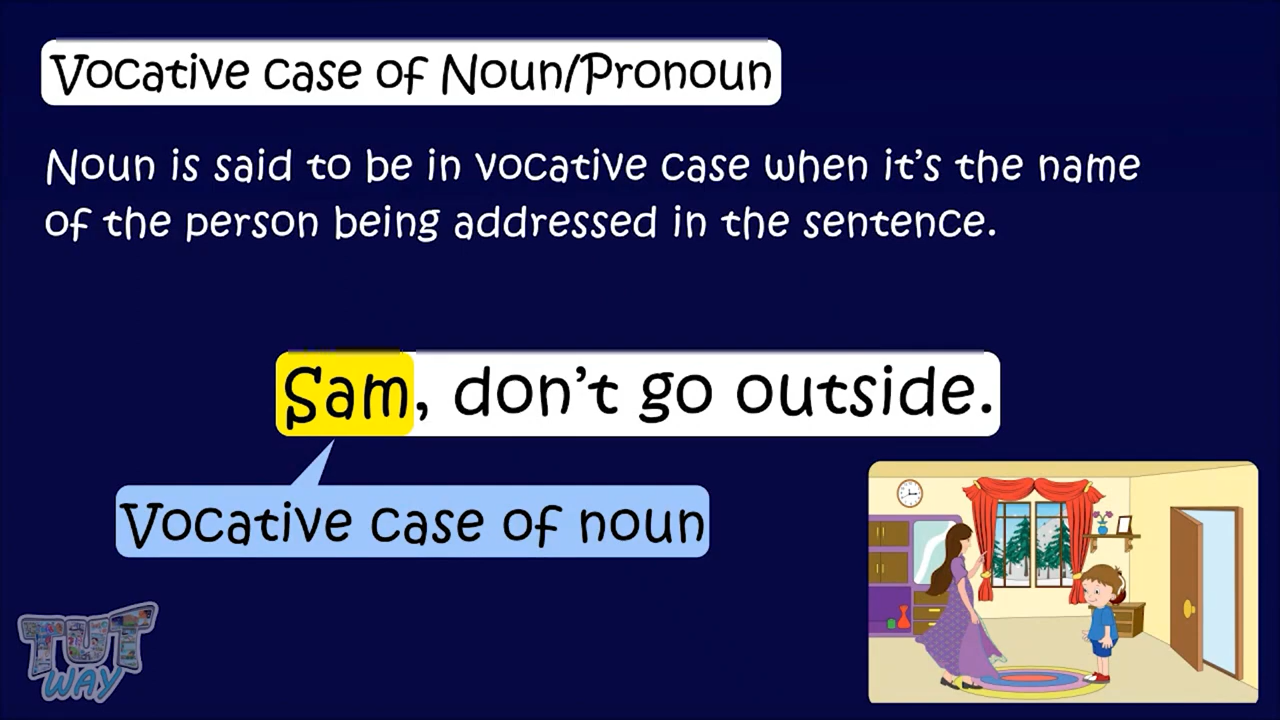 Vocative case of Noun/Pronoun
Noun is said to be in vocative case when it's the name
of the person being addressed in the sentence.
Sam, don't go outside.
Vocative case of noun
TUT
WAY